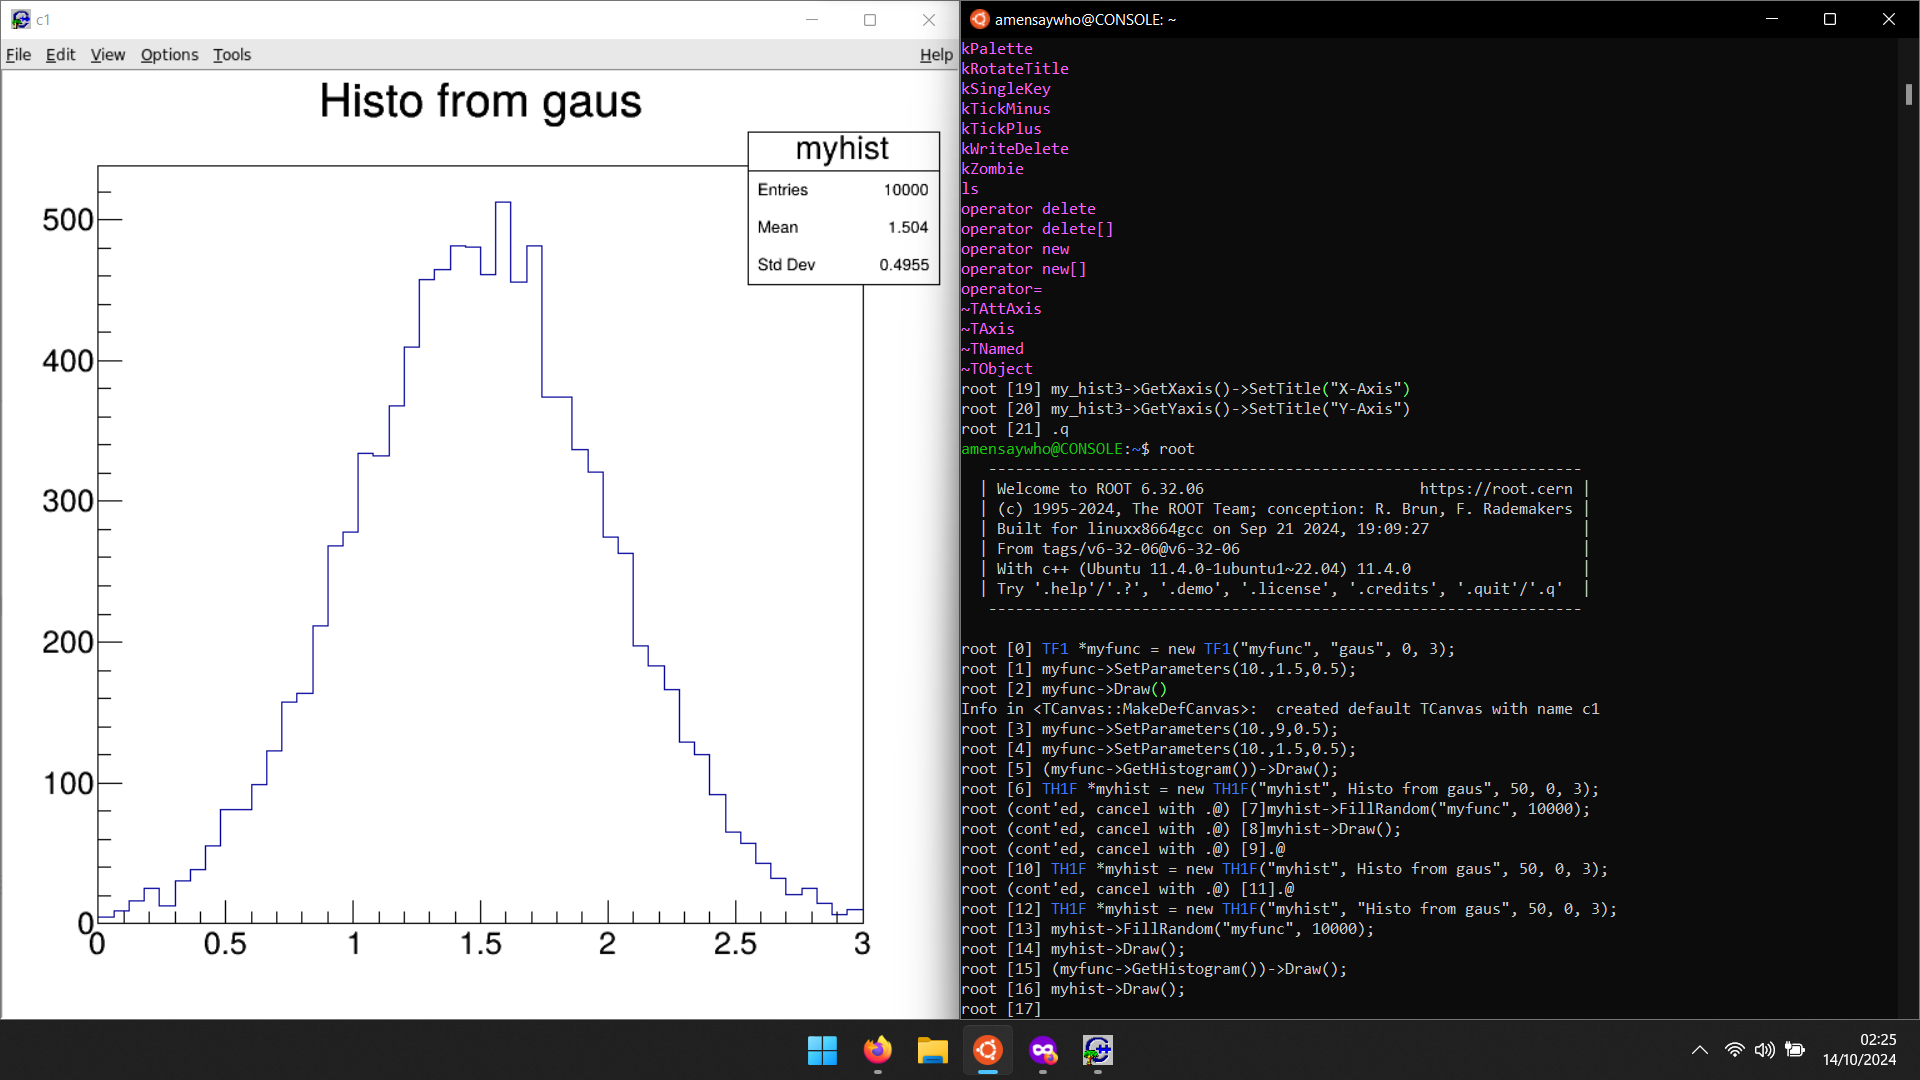 c1
File Edit View Options Tools Help
Histo from gaus
myhist
Entries 10000
Mean 1.504
Std Dev 0.4955
500
400
300
200
100
0
0 0.5 1 1.5 2 2.5 3
amensaywho@CONSOLE: ~
kPalette
kRotateTitle
kSingleKey
kTickMinus
kTickPlus
kWriteDelete
kZombie
ls
operator delete
operator delete[]
operator new
operator new[]
operator=
~TAttAxis
~TAxis
~TNamed
~TObject
root [19] my_hist3->GetXaxis()->SetTitle("X-Axis")
root [20] my_hist3->GetYaxis()->SetTitle("Y-Axis")
root [21] .q
amensaywho@CONSOLE:~$ root
------------------------------------------------------------------
| Welcome to ROOT 6.32.06 https://root.cern |
| (c) 1995-2024, The ROOT Team; conception: R. Brun, F. Rademakers |
| Built for linuxx8664gcc on Sep 21 2024, 19:09:27 |
| From tags/v6-32-06@v6-32-06 |
| With c++ (Ubuntu 11.4.0-1ubuntu1~22.04) 11.4.0 |
| Try '.help'/'.?', '.demo', '.license', '.credits', '.quit'/'.q' |
------------------------------------------------------------------
root [0] TF1 *myfunc = new TF1("myfunc", "gaus", 0, 3);
root [1] myfunc->SetParameters(10.,1.5,0.5);
root [2] myfunc->Draw()
Info in <TCanvas::MakeDefCanvas>:  created default TCanvas with name c1
root [3] myfunc->SetParameters(10.,9,0.5);
root [4] myfunc->SetParameters(10.,1.5,0.5);
root [5] (myfunc->GetHistogram())->Draw();
root [6] TH1F *myhist = new TH1F("myhist", Histo from gaus", 50, 0, 3);
root (cont'ed, cancel with .@) [7]myhist->FillRandom("myfunc", 10000);
root (cont'ed, cancel with .@) [8]myhist->Draw();
root (cont'ed, cancel with .@) [9].@
root [10] TH1F *myhist = new TH1F("myhist", Histo from gaus", 50, 0, 3);
root (cont'ed, cancel with .@) [11].@
root [12] TH1F *myhist = new TH1F("myhist", "Histo from gaus", 50, 0, 3);
root [13] myhist->FillRandom("myfunc", 10000);
root [14] myhist->Draw();
root [15] (myfunc->GetHistogram())->Draw();
root [16] myhist->Draw();
root [17]
02:25
14/10/2024